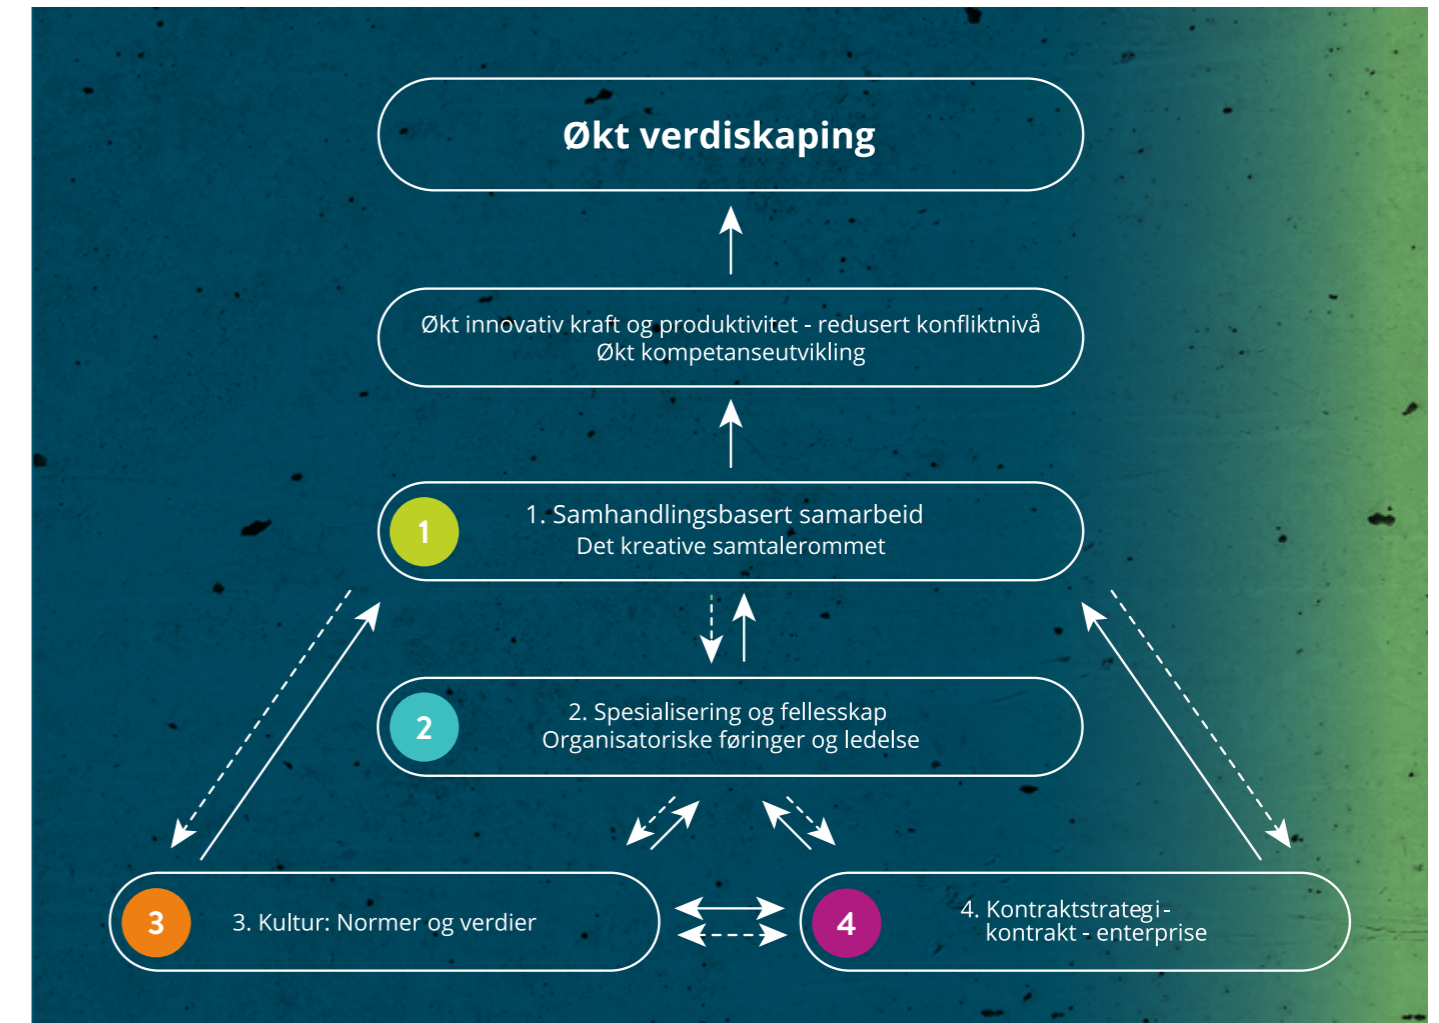 Økt verdiskaping
Økt innovativ kraft og produktivitet - redusert konfliktnivå
Økt kompetanseutvikling
1
1. Samhandlingsbasert samarbeid
Det kreative samtalerommet
2
2. Spesialisering og fellesskap
Organisatoriske føringer og ledelse
3
3. Kultur: Normer og verdier
4
4. Kontraktstrategi-
kontrakt - enterprise